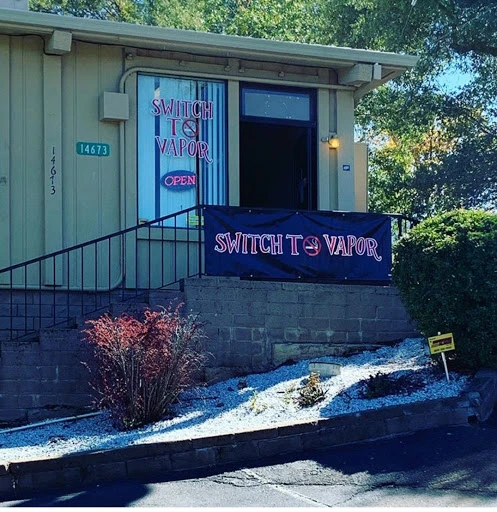 SWITCH
TO
VAPOR
OPEN
14673
14673
SWITCH TO VAPOR